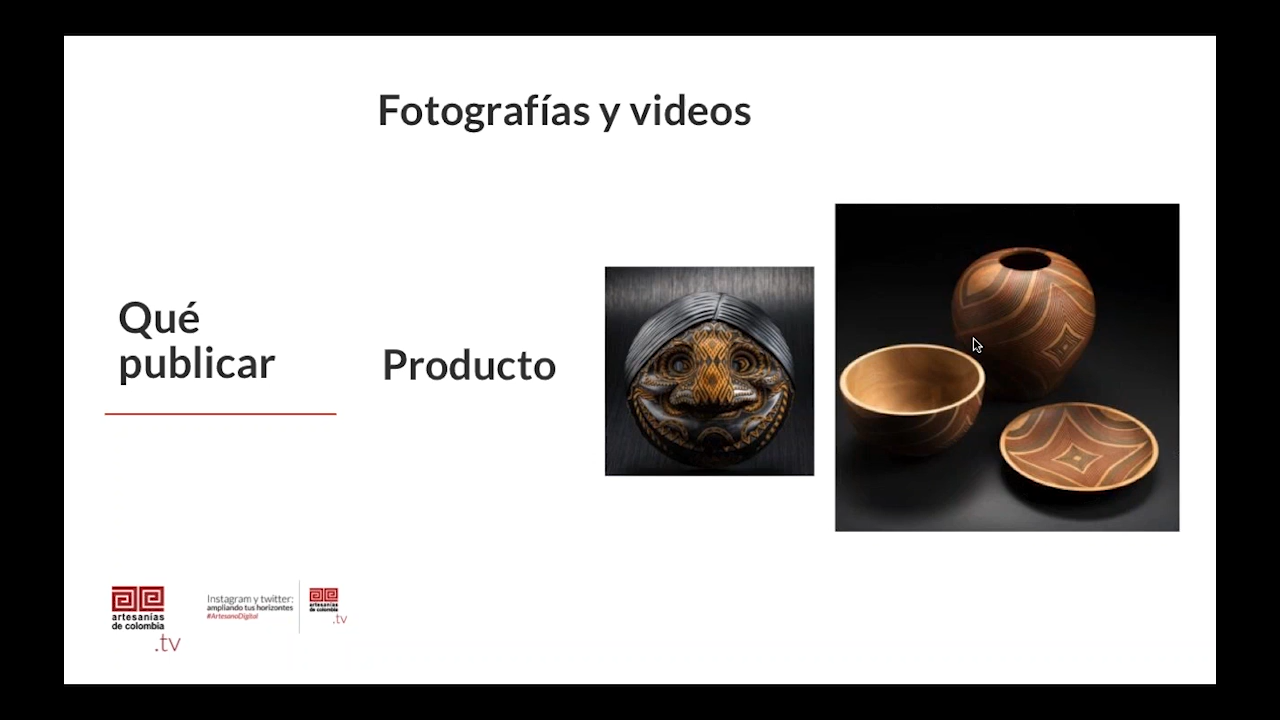 Fotografías y videos
Qué
publicar
Producto
artesanías
de colombia
.tv
Instagram y twitter:
ampliando tus horizontes
#ArtesanoDigital
artesanías
de colombia
.tv